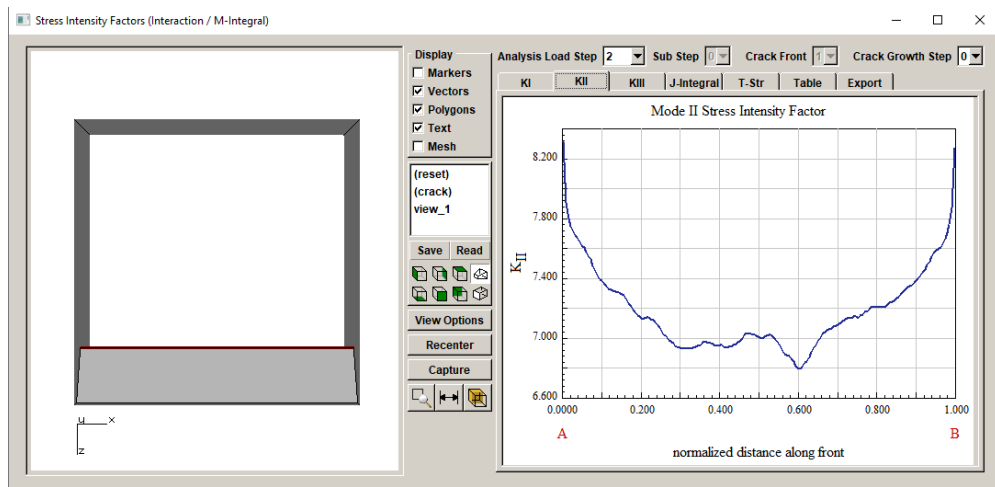 Stress Intensity Factors (Interaction / M-Integral)
Display
Markers
Vectors
Polygons
Text
Mesh
(reset)
(crack)
view_1
Save Read
View Options
Recenter
Capture
u x
z
Analysis Load Step 2 Sub Step 0 Crack Front 1 Crack Growth Step 0
KI KII KIII J-Integral T-Str Table Export
Mode II Stress Intensity Factor
8.200
7.800
7.400
7.000
6.600
KII
0.0000 0.200 0.400 0.600 0.800 1.000
A B
normalized distance along front